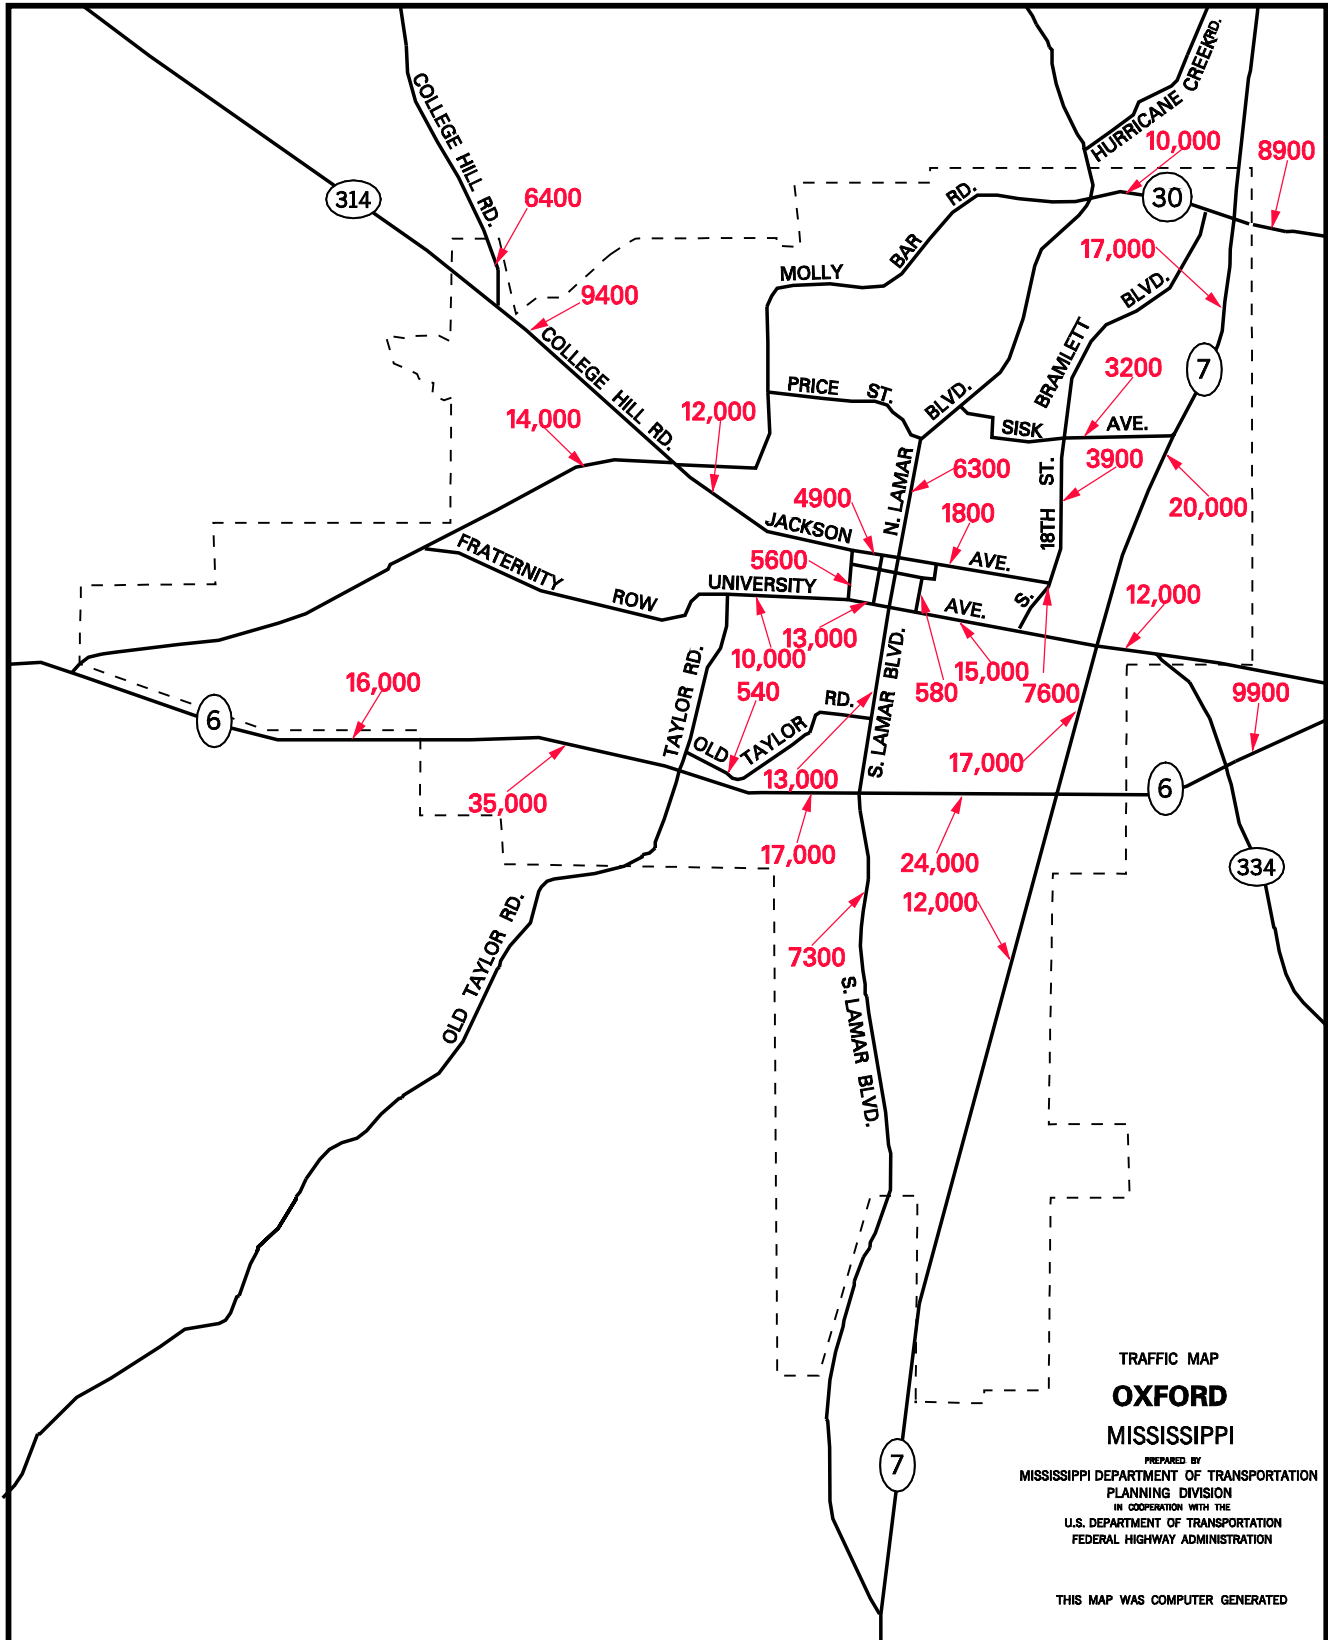 HURRICANE CREEK RD.
COLLEGE HILL RD.
10,000
8900
314
6400
RD.
30
BAR
17,000
MOLLY
BLVD.
9400
COLLEGE HILL RD.
BRAMLETT
7
3200
PRICE ST.
BLVD.
12,000
14,000
SISK AVE.
N. LAMAR
6300
18TH ST.
3900
4900
1800
20,000
JACKSON AVE.
FRATERNITY ROW
5600
UNIVERSITY AVE.
S.
12,000
13,000
10,000
15,000
TAYLOR RD.
S. LAMAR BLVD.
16,000
540
580
7600
9900
6
OLD TAYLOR RD.
17,000
13,000
6
35,000
17,000
24,000
334
12,000
OLD TAYLOR RD.
7300
S. LAMAR BLVD.
TRAFFIC MAP
OXFORD
MISSISSIPPI
PREPARED BY
MISSISSIPPI DEPARTMENT OF TRANSPORTATION
PLANNING DIVISION
IN COOPERATION WITH THE
U.S. DEPARTMENT OF TRANSPORTATION
FEDERAL HIGHWAY ADMINISTRATION
7
THIS MAP WAS COMPUTER GENERATED